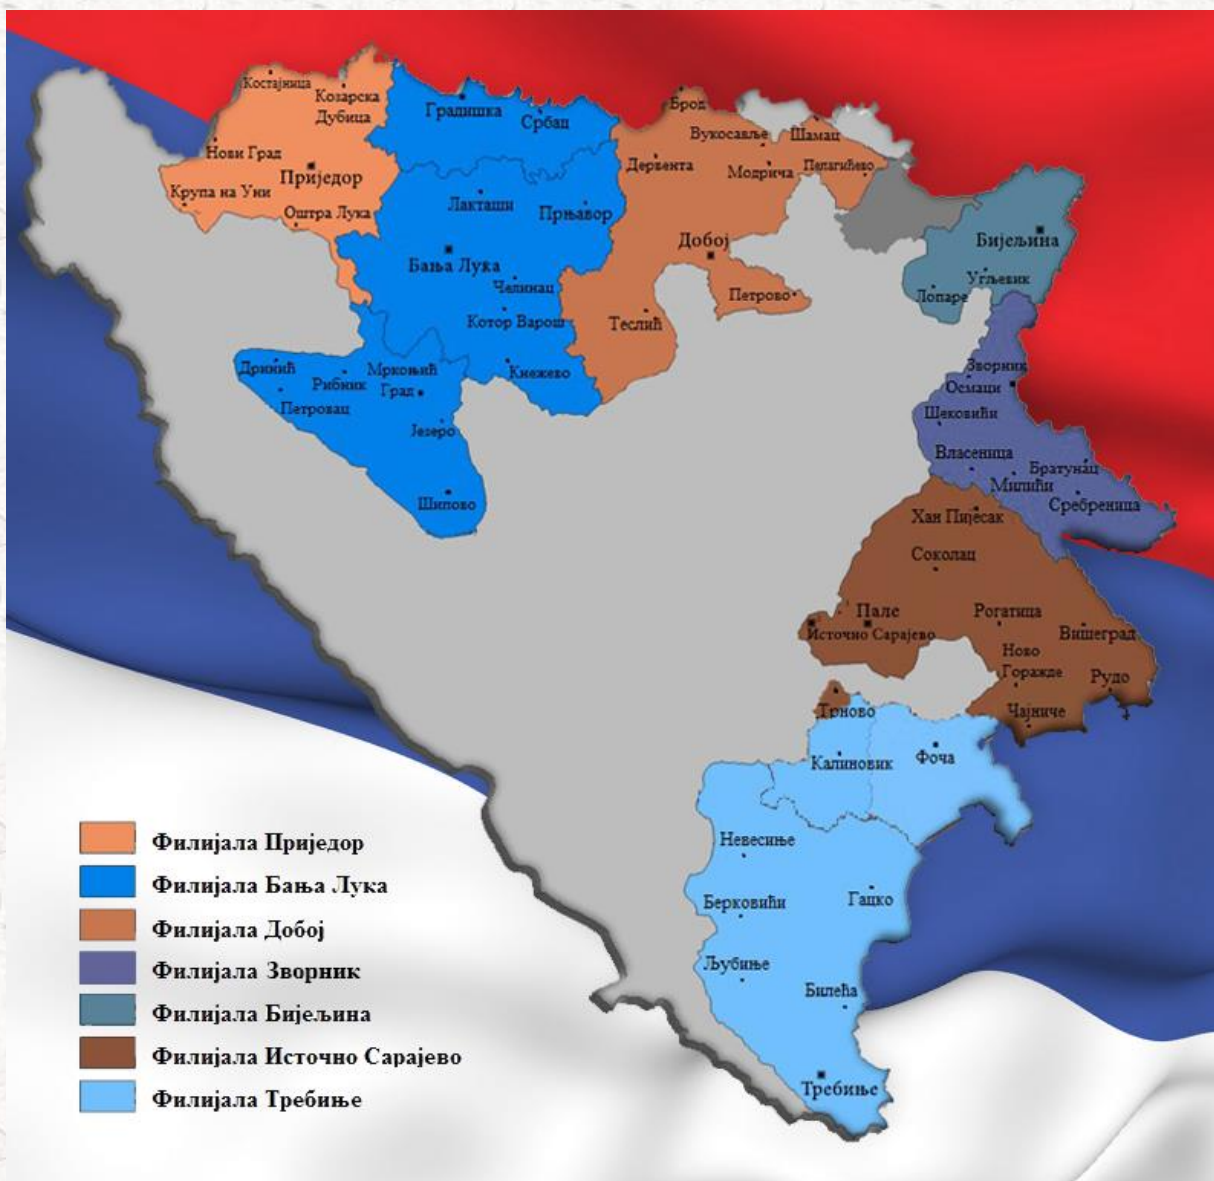 Костајница
Козарска
Дубица
Градишка
Србац
Брод
Вукосавље
Шамац
Нови Град
Приједор
Дервента
Модрича
Пелагићево
Крупа на Уни
Оштра Лука
Лакташи
Прњавор
Бања Лука
Добој
Бијељина
Челинац
Угљевик
Петрово
Лопаре
Котор Варош
Теслић
Дринић
Рибник
Мркоњић
Град
Кнежево
Зворник
Осмаци
Петровац
Језеро
Шековићи
Власеница
Братунац
Милићи
Сребреница
Шипово
Хан Пијесак
Соколац
Пале
Источно Сарајево
Рогатица
Вишеград
Ново
Горажде
Рудо
Трново
Чајниче
Калиновик
Фоча
Невесиње
Берковићи
Гацко
Љубиње
Билећа
Требиње
Филијала Приједор
Филијала Бања Лука
Филијала Добој
Филијала Зворник
Филијала Бијељина
Филијала Источно Сарајево
Филијала Требиње